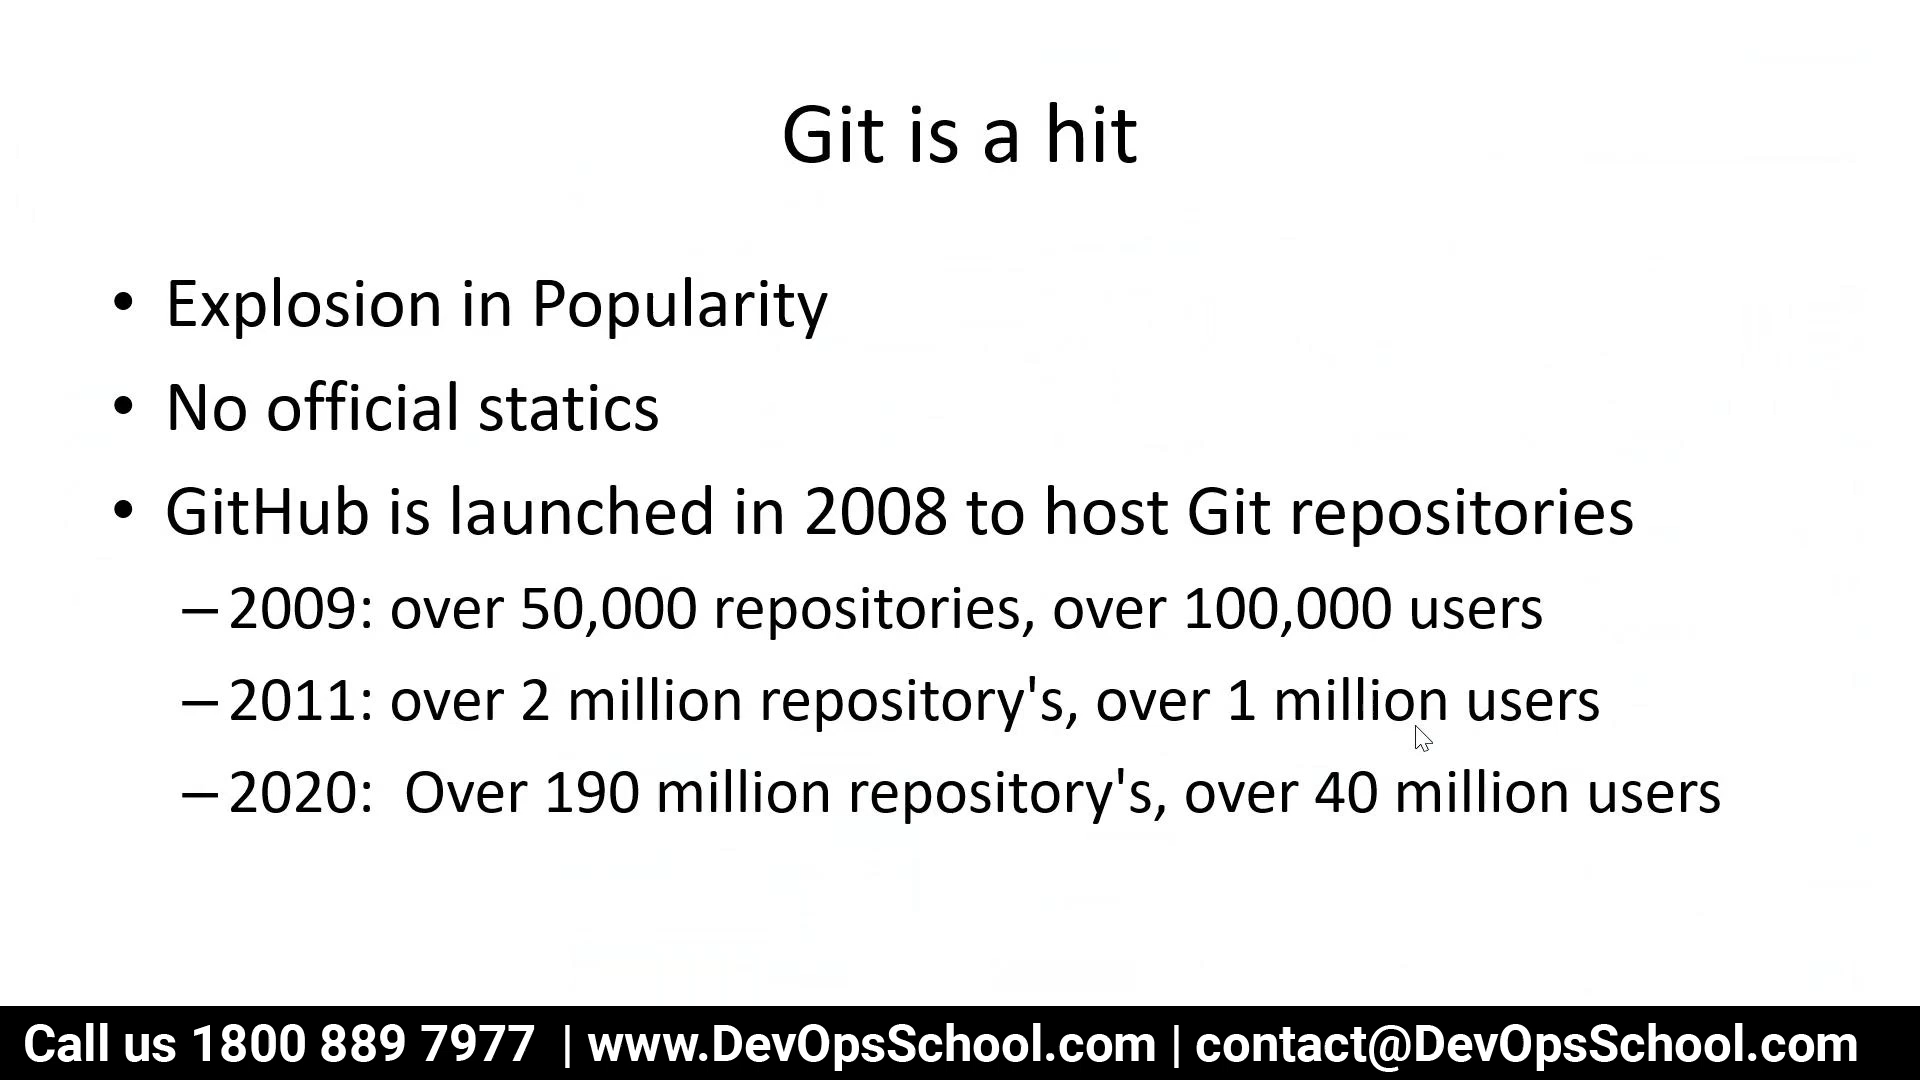 Git is a hit
• Explosion in Popularity
• No official statics
• GitHub is launched in 2008 to host Git repositories
– 2009: over 50,000 repositories, over 100,000 users
– 2011: over 2 million repository's, over 1 million users
– 2020:  Over 190 million repository's, over 40 million users
Call us 1800 889 7977 | www.DevOpsSchool.com | contact@DevOpsSchool.com